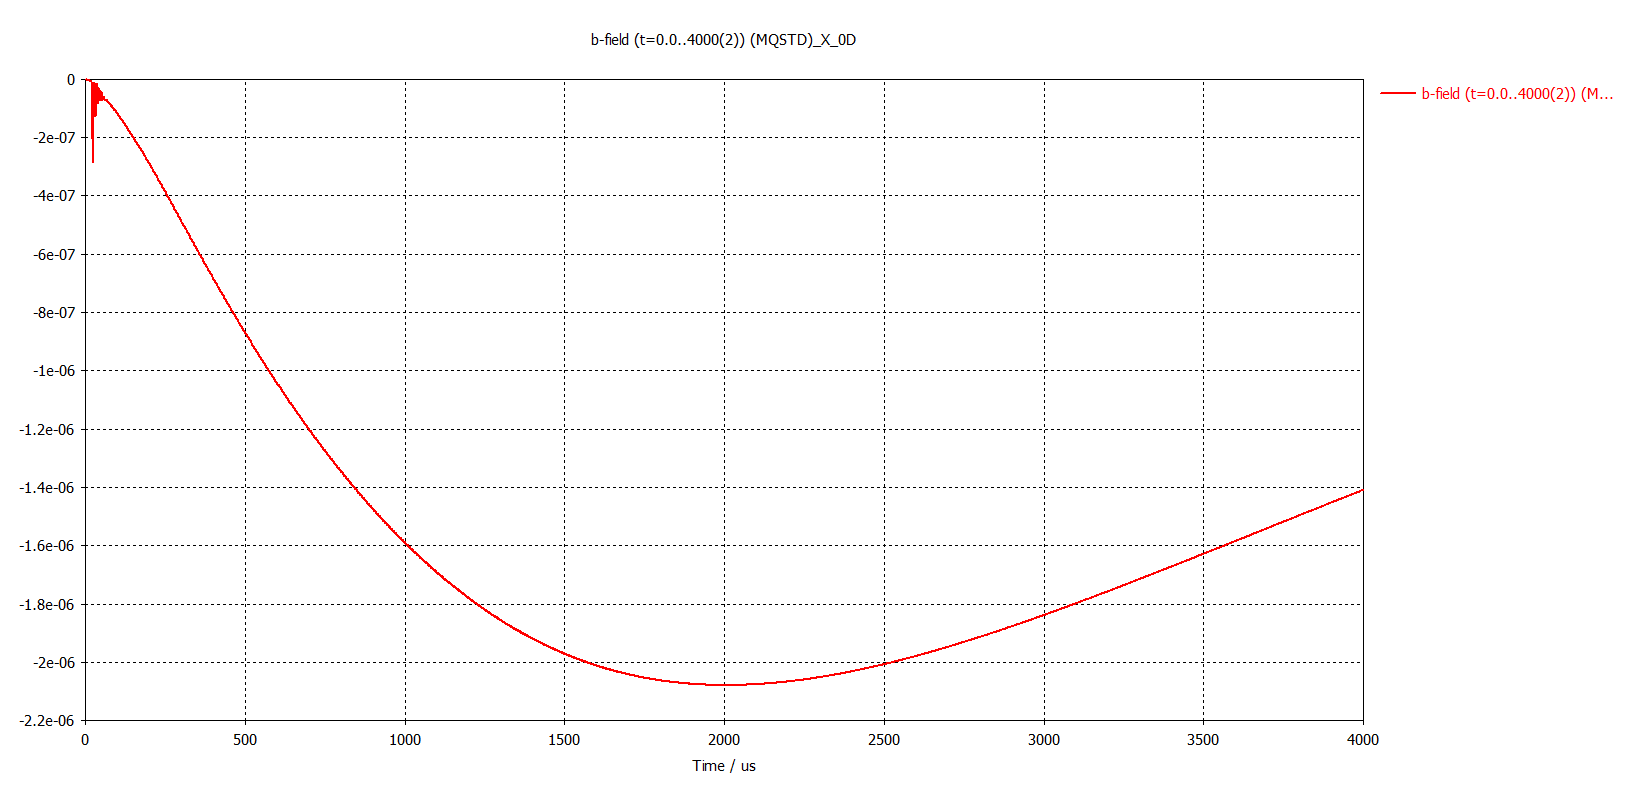 b-field (t=0.0..4000(2)) (MQSTD)_X_0D
b-field (t=0.0..4000(2)) (M...
0
-2e-07
-4e-07
-6e-07
-8e-07
-1e-06
-1.2e-06
-1.4e-06
-1.6e-06
-1.8e-06
-2e-06
-2.2e-06
0 500 1000 1500 2000 2500 3000 3500 4000
Time / us